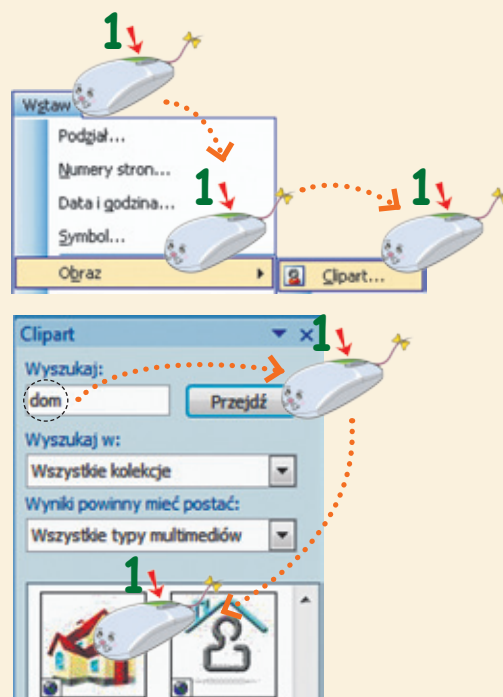 1
Wstaw
Podział...
Numery stron...
1
1
Data i godzina...
Symbol...
Obraz
Clipart...
Clipart
1
Wyszukaj:
dom
Przejdź
Wyszukaj w:
Wszystkie kolekcje
Wyniki powinny mieć postać:
Wszystkie typy multimediów
1